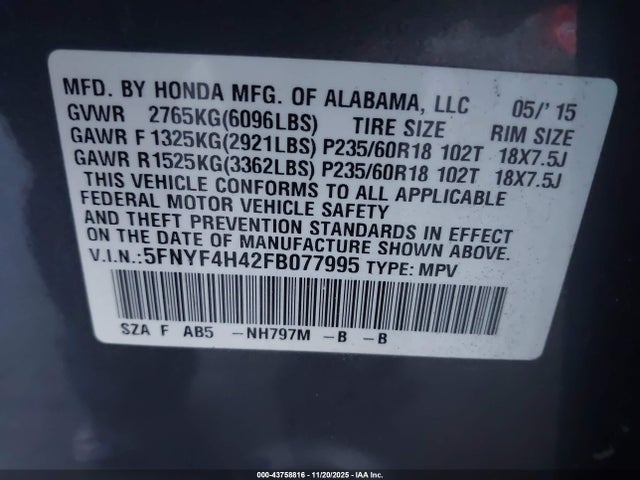 MFD. BY HONDA MFG. OF ALABAMA, LLC 05/'15
GVWR 2765KG(6096LBS) TIRE SIZE RIM SIZE
GAWR F 1325KG(2921LBS) P235/60R18 102T 18X7.5J
GAWR R 1525KG(3362LBS) P235/60R18 102T 18X7.5J
THIS VEHICLE CONFORMS TO ALL APPLICABLE
FEDERAL MOTOR VEHICLE SAFETY
AND THEFT PREVENTION STANDARDS IN EFFECT
ON THE DATE OF MANUFACTURE SHOWN ABOVE.
V.I.N.:5FNYF4H42FB077995 TYPE: MPV
SZA F AB5 -NH797M -B -B
000-43758816 - 11/20/2025 - IAA Inc.